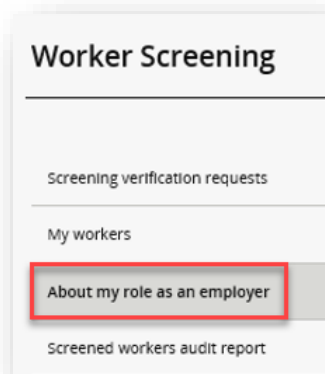 Worker Screening
Screening verification requests
My workers
About my role as an employer
Screened workers audit report